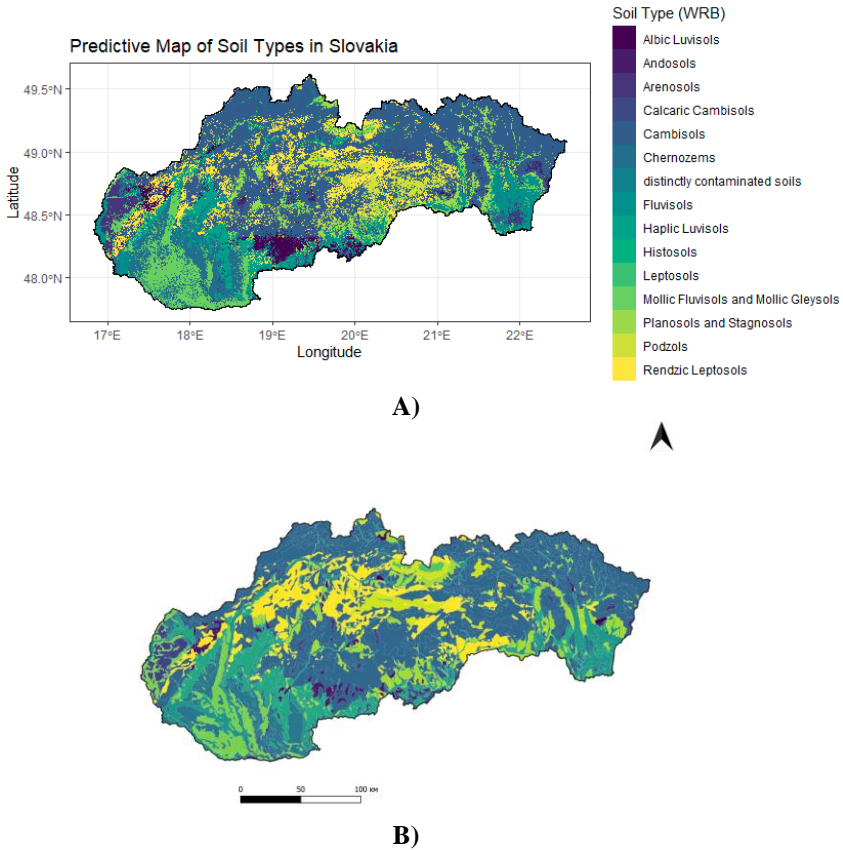 Soil Type (WRB)
Predictive Map of Soil Types in Slovakia
Albic Luvisols
Andosols
Arenosols
Calcaric Cambisols
Cambisols
Chernozems
distinctly contaminated soils
Fluvisols
Haplic Luvisols
Histosols
Leptosols
Mollic Fluvisols and Mollic Gleysols
Planosols and Stagnosols
Podzols
Rendzic Leptosols
Latitude
49.5°N
49.0°N
48.5°N
48.0°N
17°E 18°E 19°E 20°E 21°E 22°E
Longitude
A)
0 50 100 км
B)